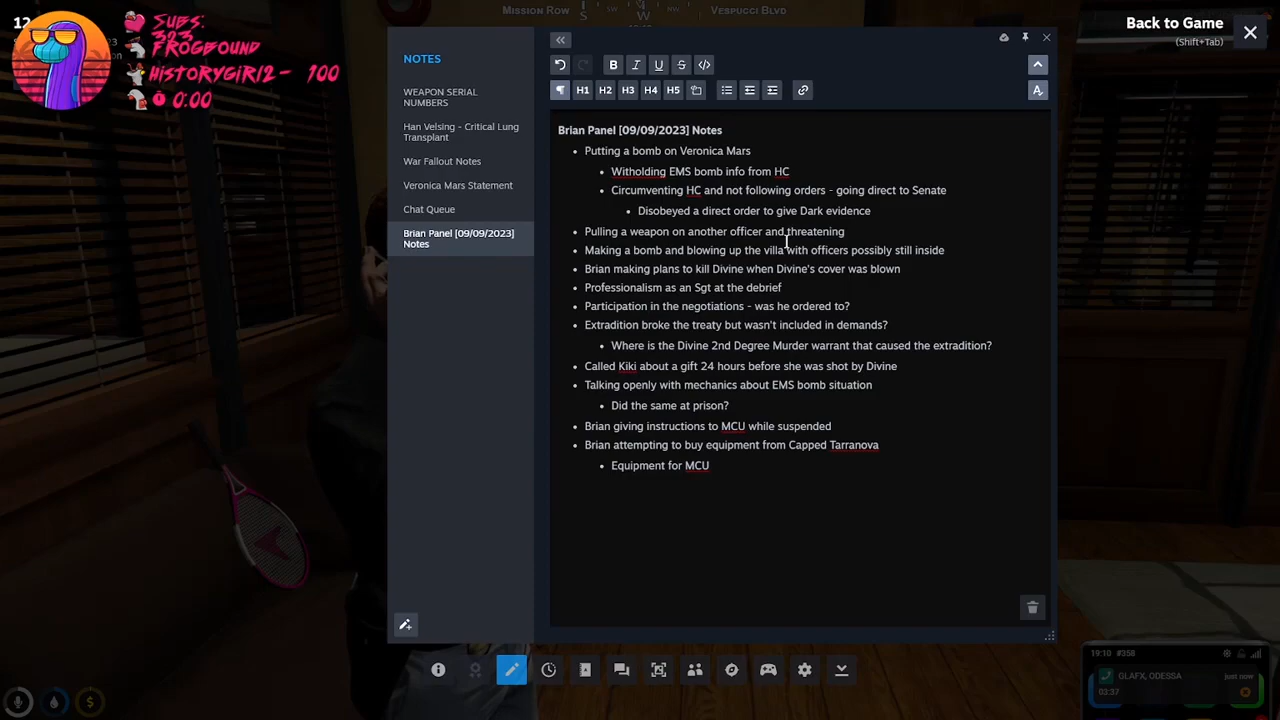 12
Subs:
323
FROGBOUND
HISTORYGIRL2 - 100
0:00
Mission Row
S
W
SW
NW
Vespucci Blvd
Back to Game
(Shift+Tab)
NOTES
WEAPON SERIAL
NUMBERS
Han Velsing - Critical Lung
Transplant
War Fallout Notes
Veronica Mars Statement
Chat Queue
Brian Panel [09/09/2023]
Notes
B I U S </>
¶ H1 H2 H3 H4 H5
Brian Panel [09/09/2023] Notes
• Putting a bomb on Veronica Mars
• Witholding EMS bomb info from HC
• Circumventing HC and not following orders - going direct to Senate
• Disobeyed a direct order to give Dark evidence
• Pulling a weapon on another officer and threatening
• Making a bomb and blowing up the villa with officers possibly still inside
• Brian making plans to kill Divine when Divine's cover was blown
• Professionalism as an Sgt at the debrief
• Participation in the negotiations - was he ordered to?
• Extradition broke the treaty but wasn't included in demands?
• Where is the Divine 2nd Degree Murder warrant that caused the extradition?
• Called Kiki about a gift 24 hours before she was shot by Divine
• Talking openly with mechanics about EMS bomb situation
• Did the same at prison?
• Brian giving instructions to MCU while suspended
• Brian attempting to buy equipment from Capped Tarranova
• Equipment for MCU
19:10 #358
GLAFX, ODESSA
just now
03:37